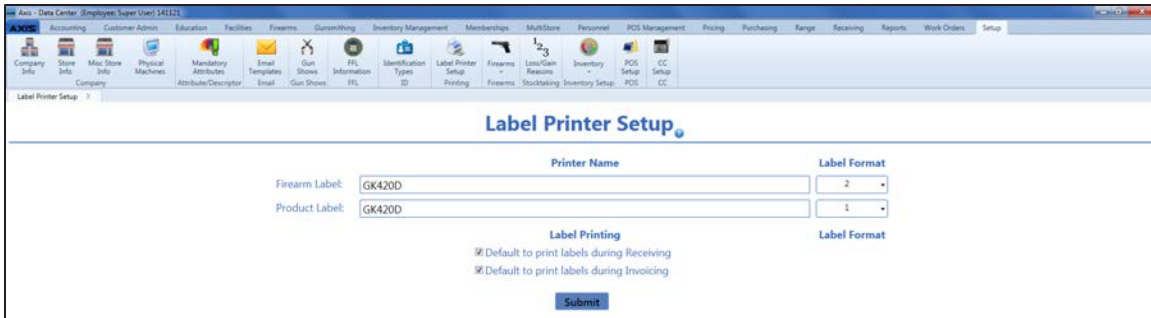 Axis - Data Center (Employee: Super User) 141121
AXIS Accounting Customer Admin Education Facilities Firearms Gunsmithing Inventory Management Memberships MultiStore Personnel POS Management Pricing Purchasing Range Receiving Reports Work Orders Setup
Company Info Store Info Misc Store Info Physical Machines Mandatory Attributes Email Templates Gun Shows FFL Information Identification Types Label Printer Setup Firearms Loss/Gain Reasons Inventory POS Setup CC Setup
Company Attribute/Descriptor Email Gun Shows FFL ID Printing Firearms Stocktaking Inventory Setup POS CC
Label Printer Setup X
Label Printer Setup
Printer Name Label Format
Firearm Label: GK420D 2
Product Label: GK420D 1
Label Printing Label Format
Default to print labels during Receiving
Default to print labels during Invoicing
Submit